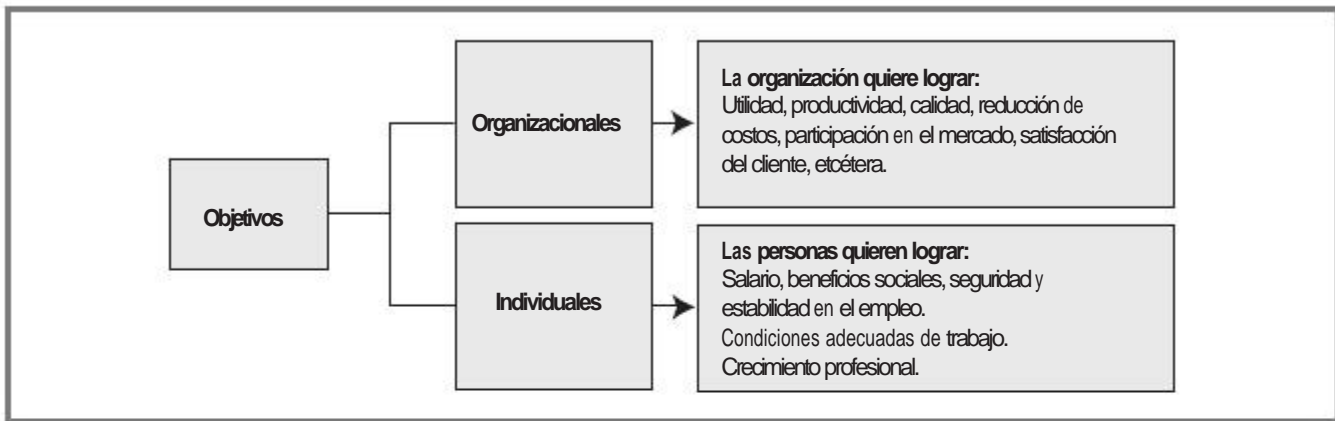 Objetivos
Organizacionales
La organización quiere lograr:
Utilidad, productividad, calidad, reducción de
costos, participación en el mercado, satisfacción
del cliente, etcétera.
Individuales
Las personas quieren lograr:
Salario, beneficios sociales, seguridad y
estabilidad en el empleo.
Condiciones adecuadas de trabajo.
Crecimiento profesional.